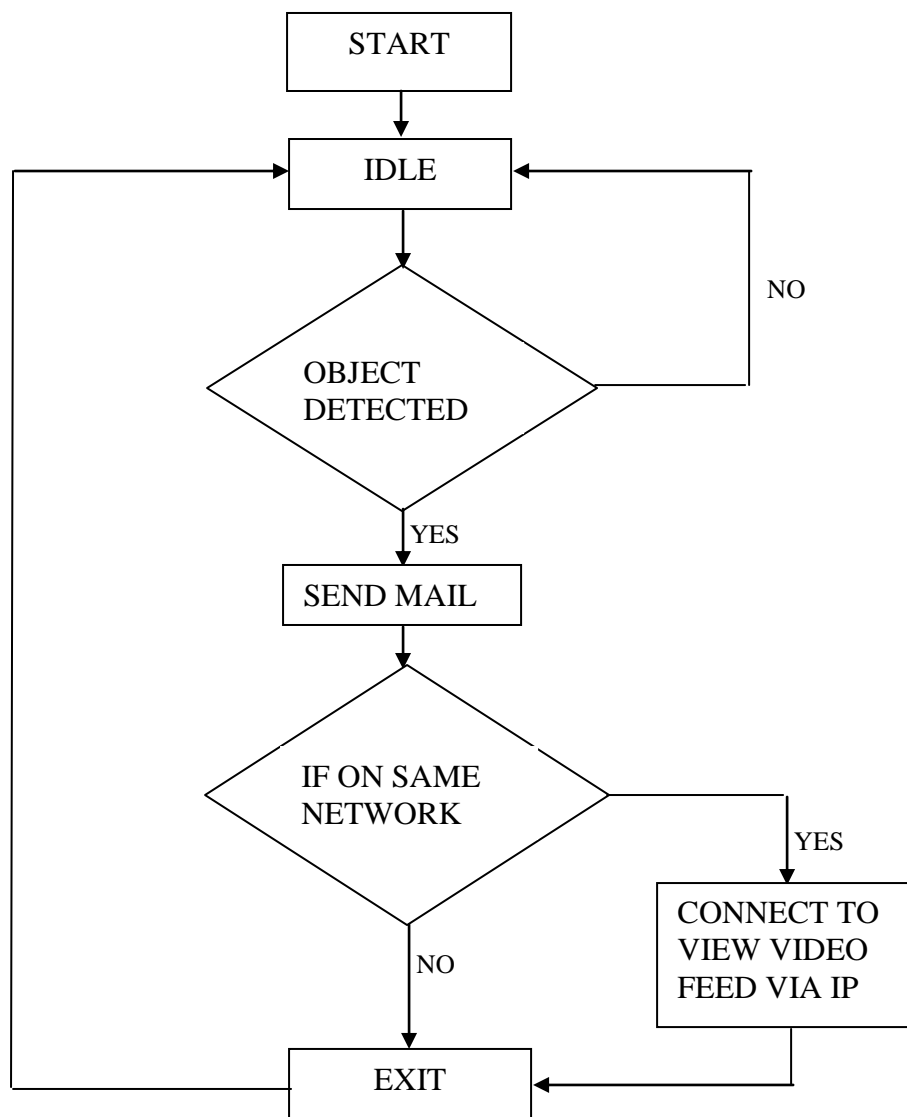 START
IDLE
NO
OBJECT
DETECTED
YES
SEND MAIL
IF ON SAME
NETWORK
YES
CONNECT TO
VIEW VIDEO
FEED VIA IP
NO
EXIT